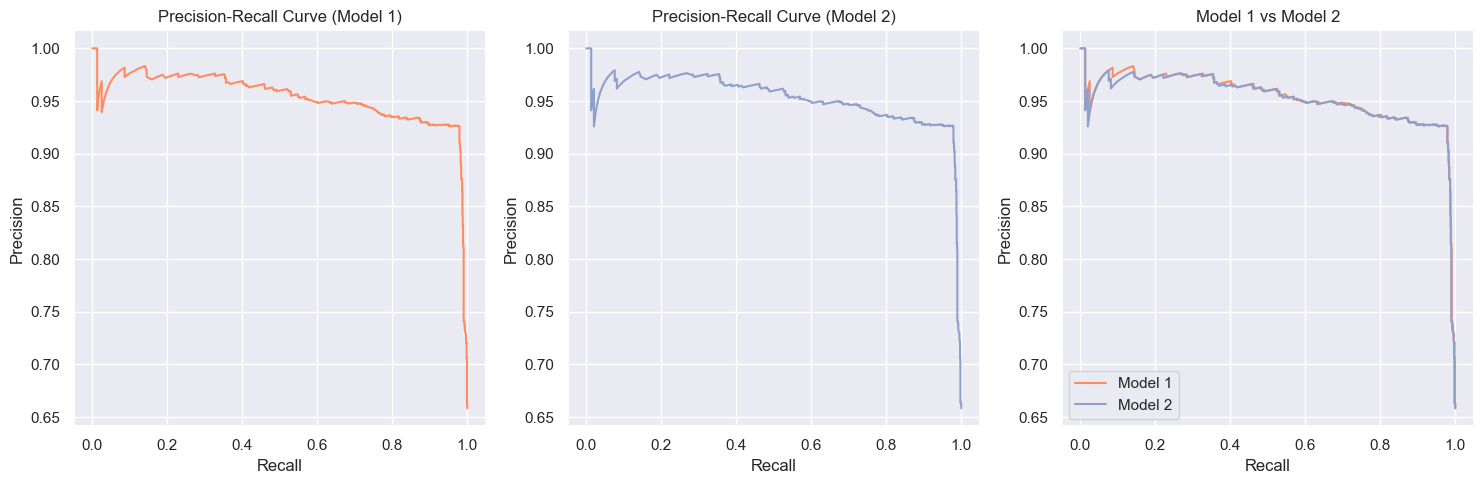 Precision-Recall Curve (Model 1)
1.00
0.95
0.90
0.85
0.80
0.75
0.70
0.65
Precision
0.0 0.2 0.4 0.6 0.8 1.0
Recall
Precision-Recall Curve (Model 2)
1.00
0.95
0.90
0.85
0.80
0.75
0.70
0.65
Precision
0.0 0.2 0.4 0.6 0.8 1.0
Recall
Model 1 vs Model 2
1.00
0.95
0.90
0.85
0.80
0.75
0.70
0.65
Precision
Model 1
Model 2
0.0 0.2 0.4 0.6 0.8 1.0
Recall